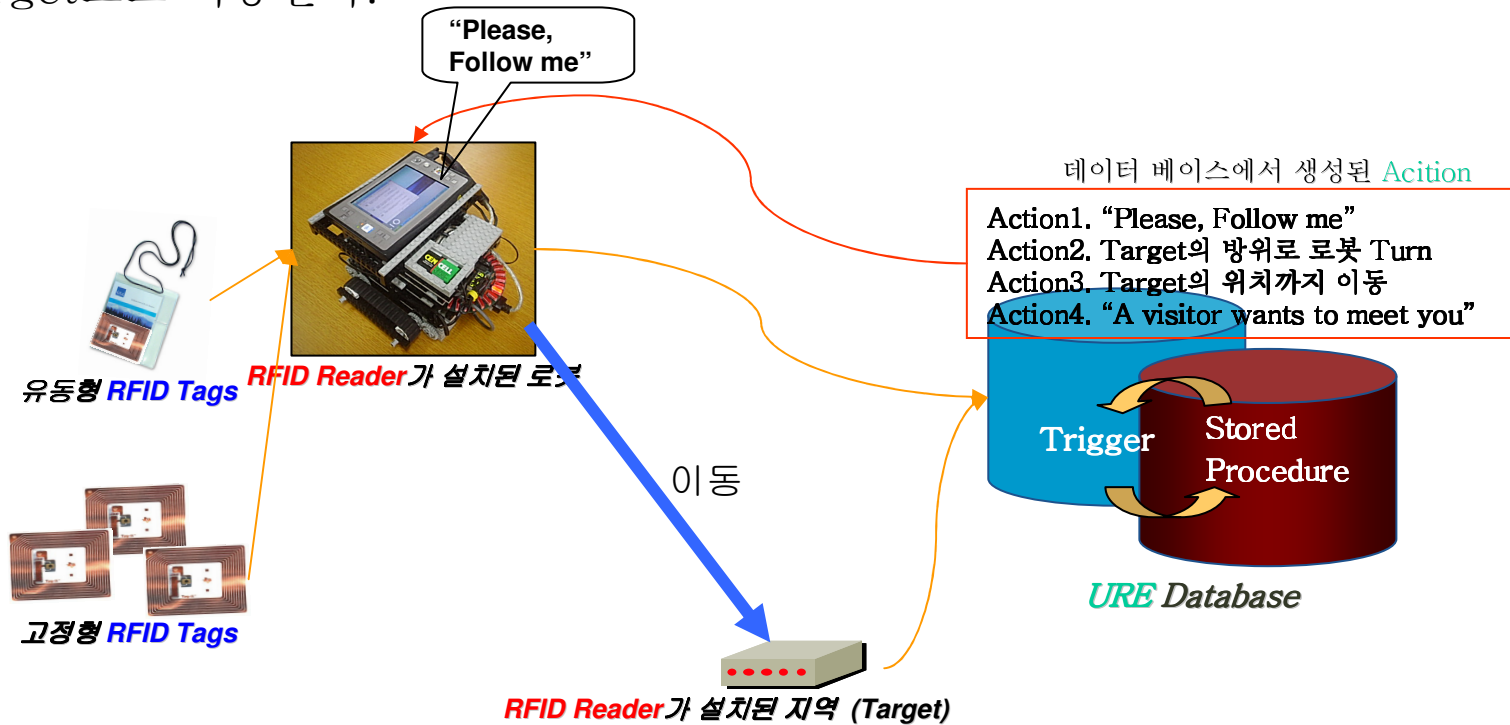 “Please,
Follow me”
데이터 베이스에서 생성된 Acition
Action1. “Please, Follow me”
Action2. Target의 방위로 로봇 Turn
Action3. Target의 위치까지 이동
Action4. “A visitor wants to meet you”
유동형 RFID Tags
RFID Reader가 설치된 로봇
Trigger
Stored
Procedure
이동
URE Database
고정형 RFID Tags
RFID Reader가 설치된 지역 (Target)